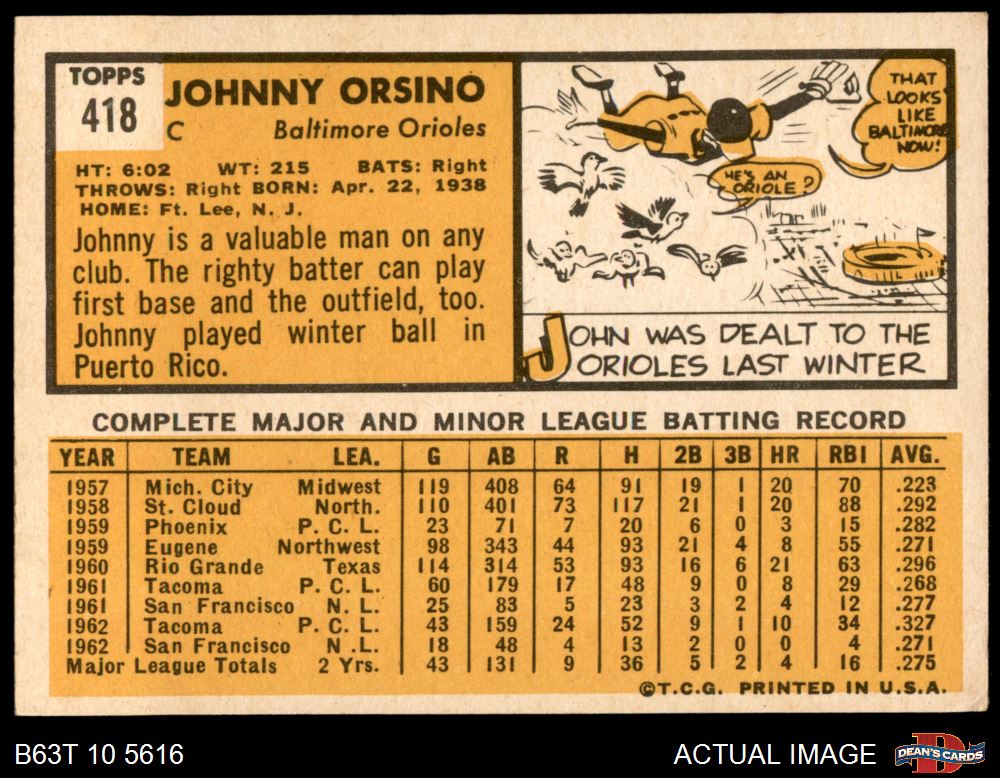 TOPPS
418
JOHNNY ORSINO
C Baltimore Orioles
HT: 6:02 WT: 215 BATS: Right
THROWS: Right BORN: Apr. 22, 1938
HOME: Ft. Lee, N. J.
Johnny is a valuable man on any
club. The righty batter can play
first base and the outfield, too.
Johnny played winter ball in
Puerto Rico.
THAT
LOOKS
LIKE
BALTIMORE
NOW!
HE'S AN
ORIOLE?
JOHN WAS DEALT TO THE
ORIOLES LAST WINTER
COMPLETE MAJOR AND MINOR LEAGUE BATTING RECORD
YEAR TEAM LEA. G AB R H 2B 3B HR RBI AVG.
1957 Mich. City Midwest 119 408 64 91 19 1 20 70 .223
1958 St. Cloud North. 110 401 73 117 21 1 20 88 .292
1959 Phoenix P. C. L. 23 71 7 20 6 0 3 15 .282
1959 Eugene Northwest 98 343 44 93 21 4 8 55 .271
1960 Rio Grande Texas 114 314 53 93 16 6 21 63 .296
1961 Tacoma P. C. L. 60 179 17 48 9 0 8 29 .268
1961 San Francisco N. L. 25 83 5 23 3 2 4 12 .277
1962 Tacoma P. C. L. 43 159 24 52 9 1 10 34 .327
1962 San Francisco N .L. 18 48 4 13 2 0 0 4 .271
Major League Totals 2 Yrs. 43 131 9 36 5 2 4 16 .275
©T.C.G. PRINTED IN U.S.A.
B63T 10 5616 ACTUAL IMAGE
DEAN'S CARDS